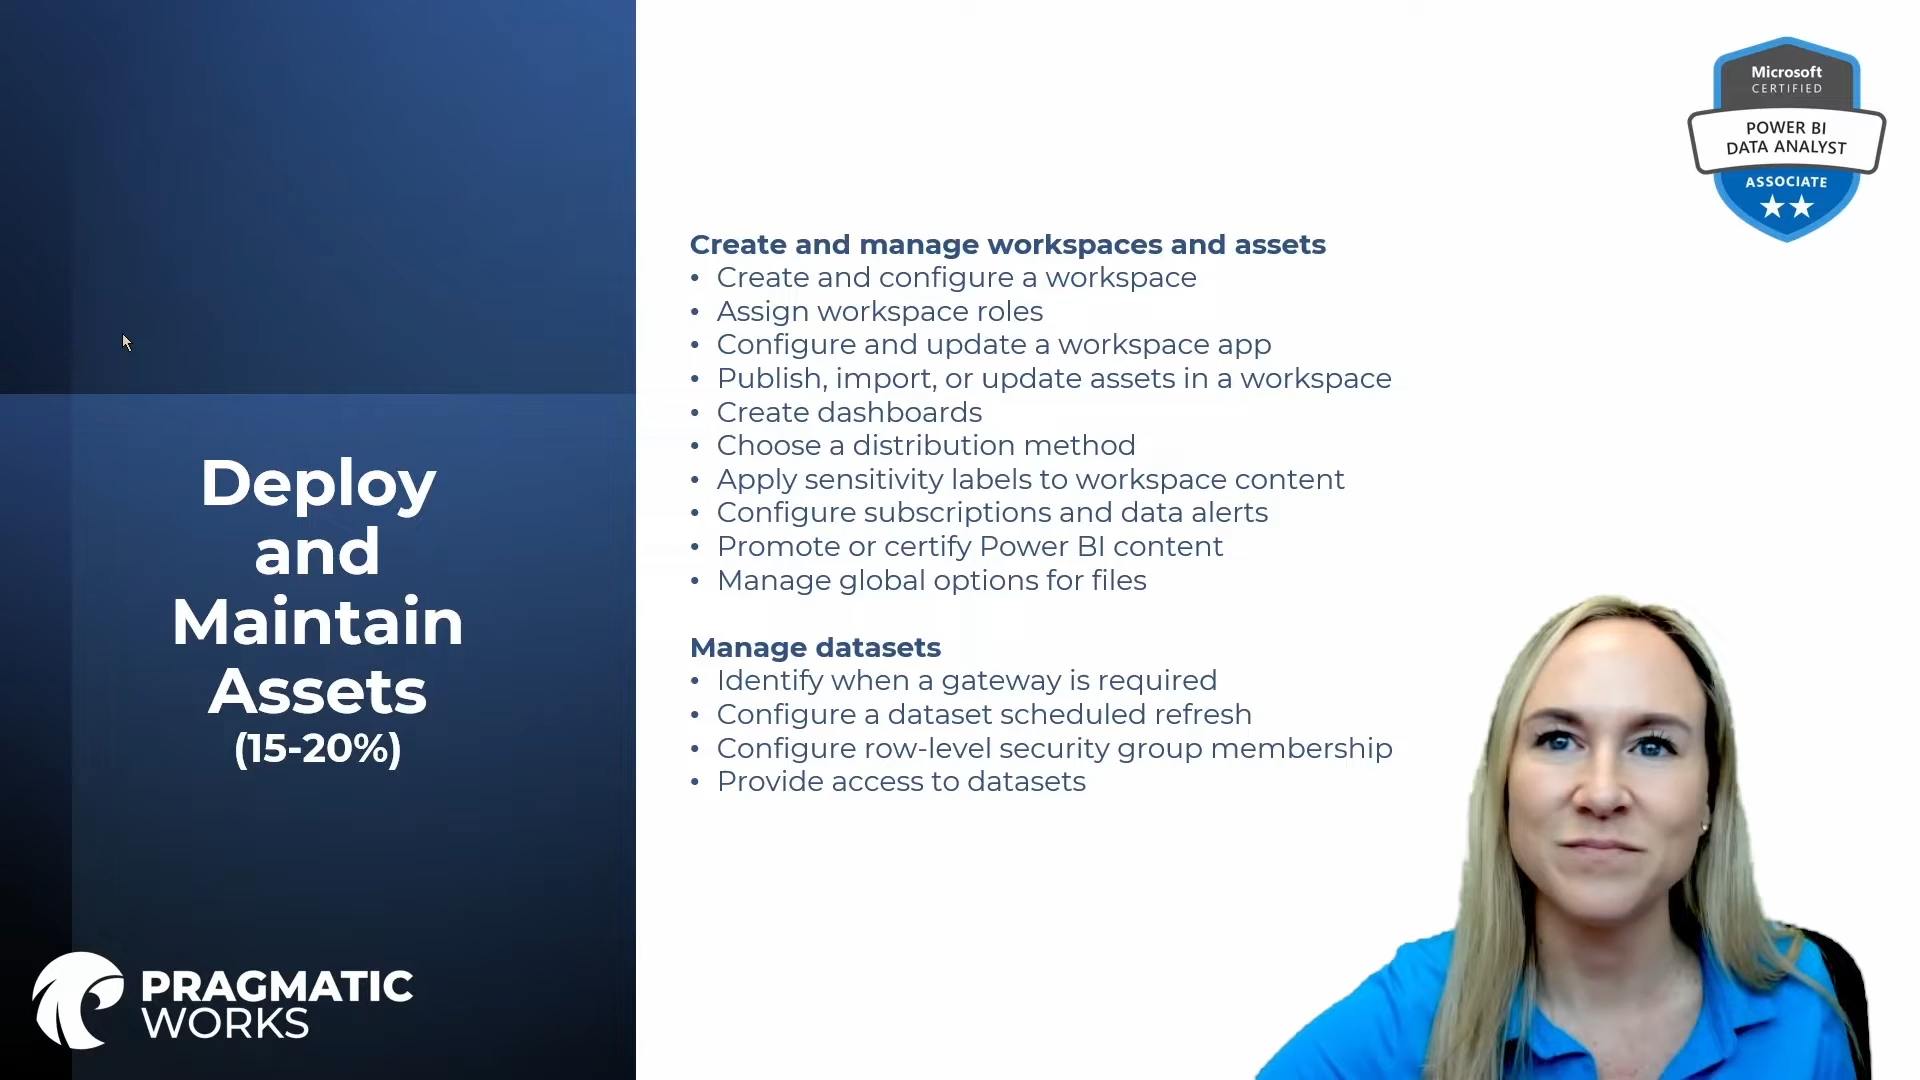 Microsoft
CERTIFIED
POWER BI
DATA ANALYST
ASSOCIATE
Create and manage workspaces and assets
• Create and configure a workspace
• Assign workspace roles
• Configure and update a workspace app
• Publish, import, or update assets in a workspace
• Create dashboards
• Choose a distribution method
• Apply sensitivity labels to workspace content
• Configure subscriptions and data alerts
• Promote or certify Power BI content
• Manage global options for files
Manage datasets
• Identify when a gateway is required
• Configure a dataset scheduled refresh
• Configure row-level security group membership
• Provide access to datasets
Deploy
and
Maintain
Assets
(15-20%)
PRAGMATIC
WORKS